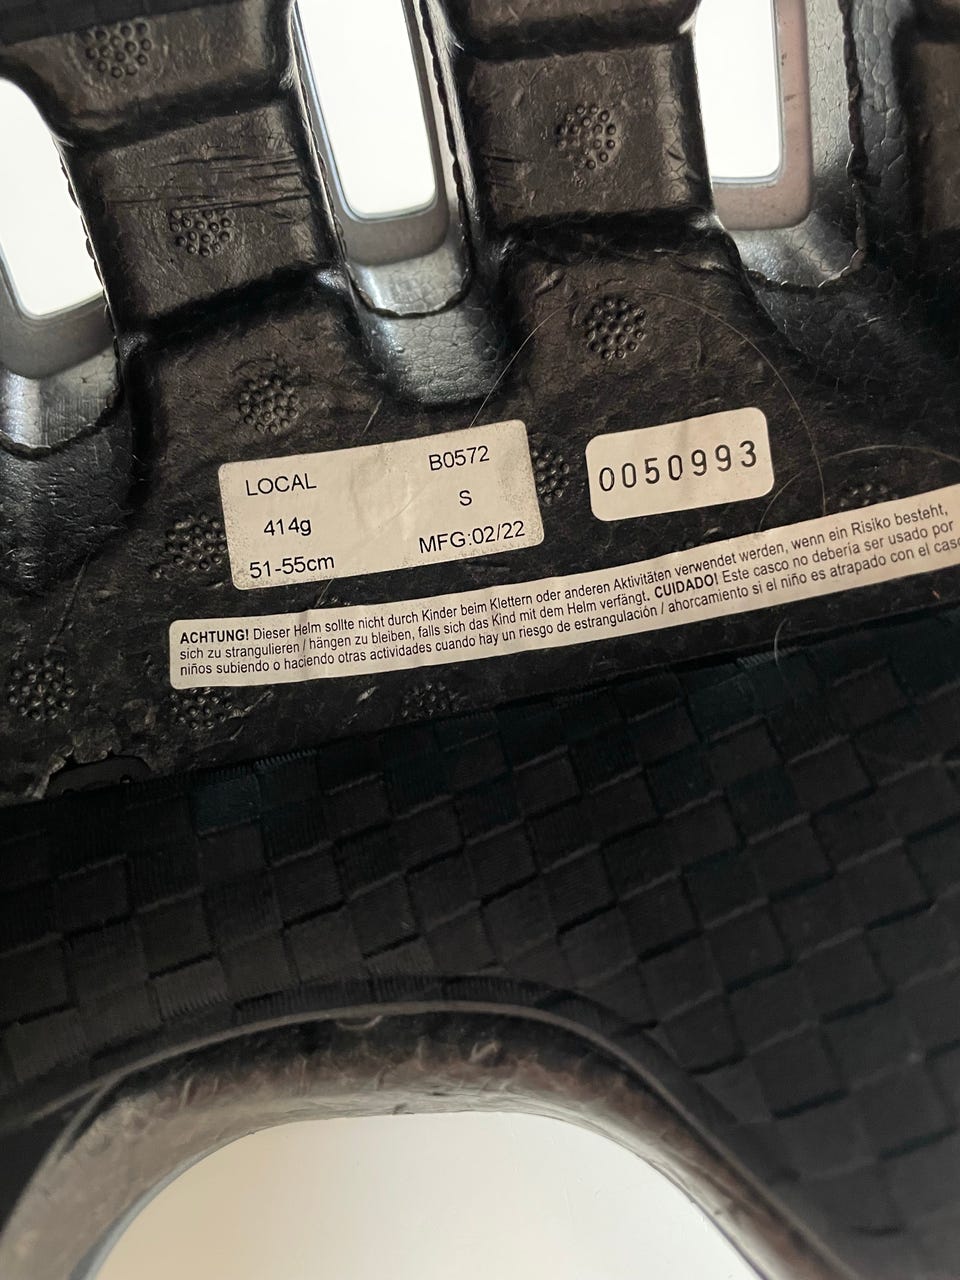 LOCAL B0572
414g S
51-55cm MFG:02/22
0050993
ACHTUNG! Dieser Helm sollte nicht durch Kinder beim Klettern oder anderen Aktivitäten verwendet werden, wenn ein Risiko besteht,
sich zu strangulieren / hängen zu bleiben, falls sich das Kind mit dem Helm verfängt. CUIDADO! Este casco no debería ser usado por
niños subiendo o haciendo otras actividades cuando hay un riesgo de estrangulación / ahorcamiento si el niño es atrapado con el casc